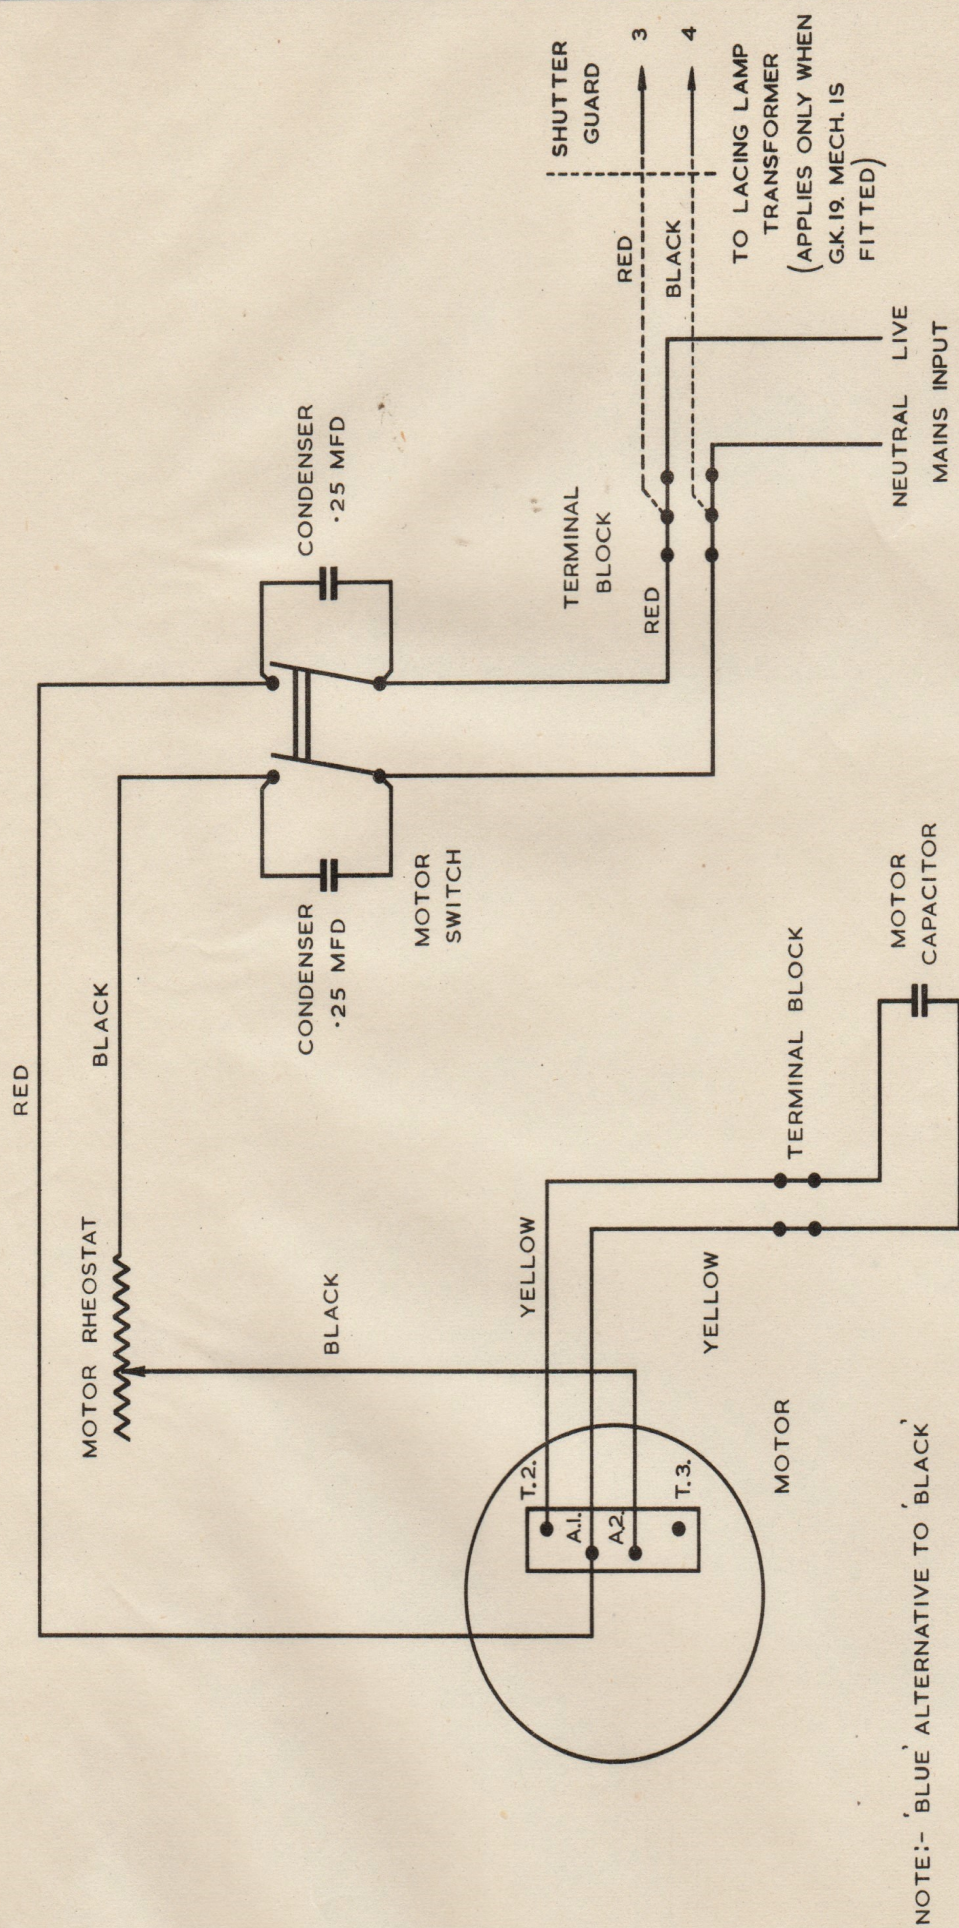 RED
BLACK
MOTOR RHEOSTAT
BLACK
CONDENSER
·25 MFD
CONDENSER
·25 MFD
MOTOR
SWITCH
SHUTTER
GUARD
3
4
RED
BLACK
TO LACING LAMP
TRANSFORMER
(APPLIES ONLY WHEN
G.K.19. MECH. IS
FITTED)
TERMINAL
BLOCK
RED
NEUTRAL LIVE
MAINS INPUT
YELLOW
YELLOW
TERMINAL BLOCK
MOTOR
CAPACITOR
T.2.
A.1.
A.2.
T.3.
MOTOR
NOTE:- 'BLUE' ALTERNATIVE TO 'BLACK'